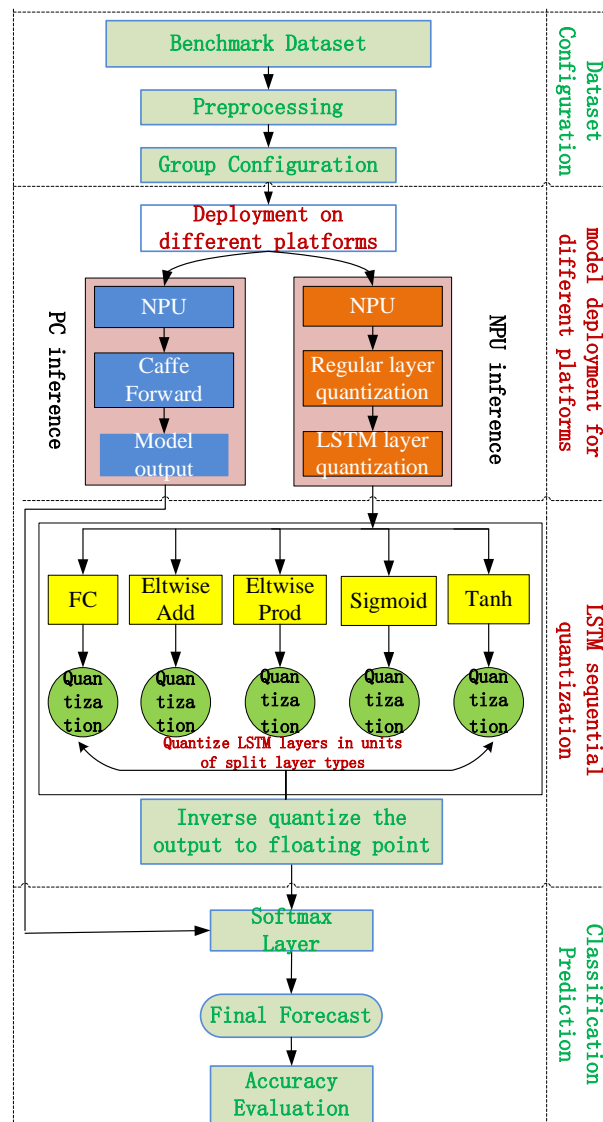 Benchmark Dataset
Preprocessing
Group Configuration
Dataset
Configuration
Deployment on
different platforms
PC inference
NPU
Caffe
Forward
Model
output
NPU
Regular layer
quantization
LSTM layer
quantization
NPU inference
model deployment for
different platforms
FC
Eltwise
Add
Eltwise
Prod
Sigmoid
Tanh
Quan
tiza
tion
Quan
tiza
tion
Quan
tiza
tion
Quan
tiza
tion
Quan
tiza
tion
Quantize LSTM layers in units
of split layer types
Inverse quantize the
output to floating point
LSTM sequential
quantization
Softmax
Layer
Final Forecast
Accuracy
Evaluation
Classification
Prediction